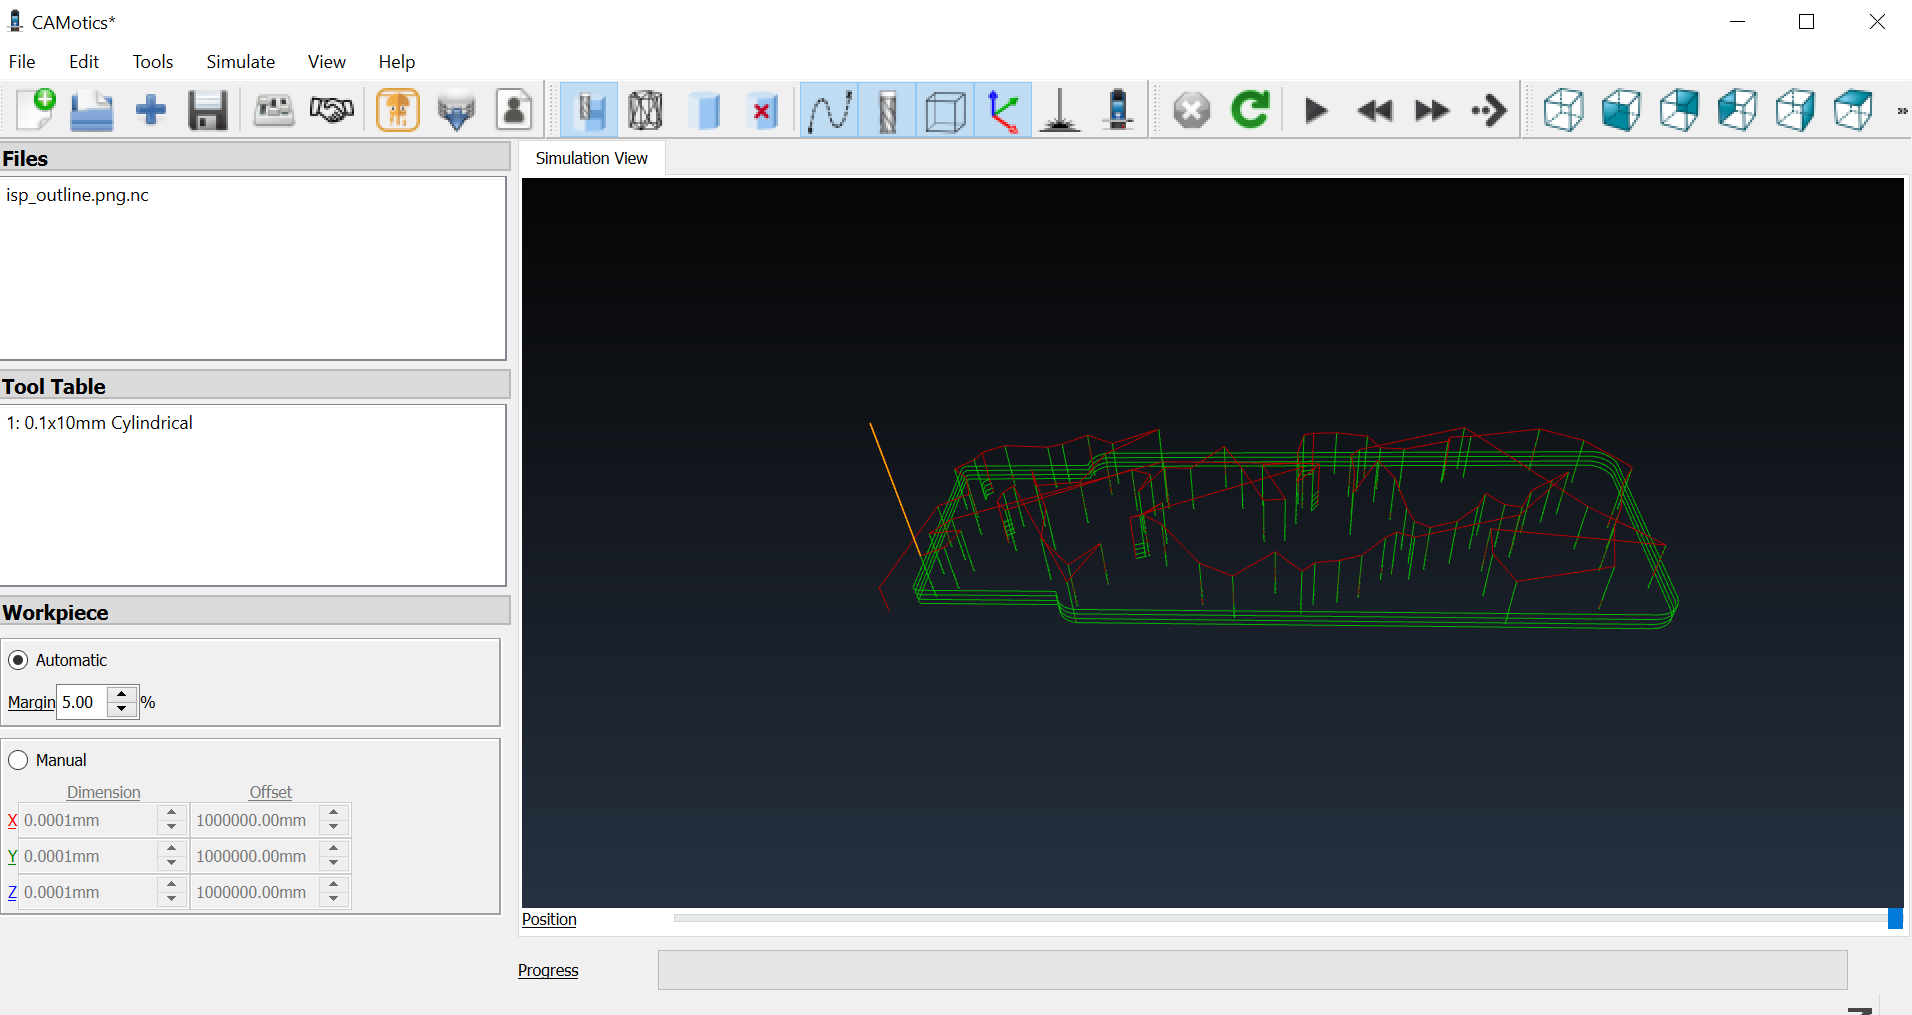 CAMotics*
File Edit Tools Simulate View Help
Files
isp_outline.png.nc
Tool Table
1: 0.1x10mm Cylindrical
Workpiece
Automatic
Margin 5.00 %
Manual
Dimension Offset
X 0.0001mm 1000000.00mm
Y 0.0001mm 1000000.00mm
Z 0.0001mm 1000000.00mm
Simulation View
Position
Progress